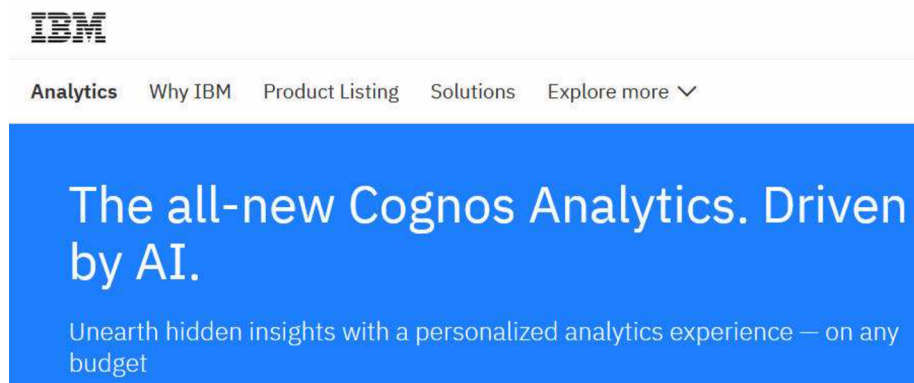 IBM
Analytics Why IBM Product Listing Solutions Explore more
The all-new Cognos Analytics. Driven
by AI.
Unearth hidden insights with a personalized analytics experience — on any
budget